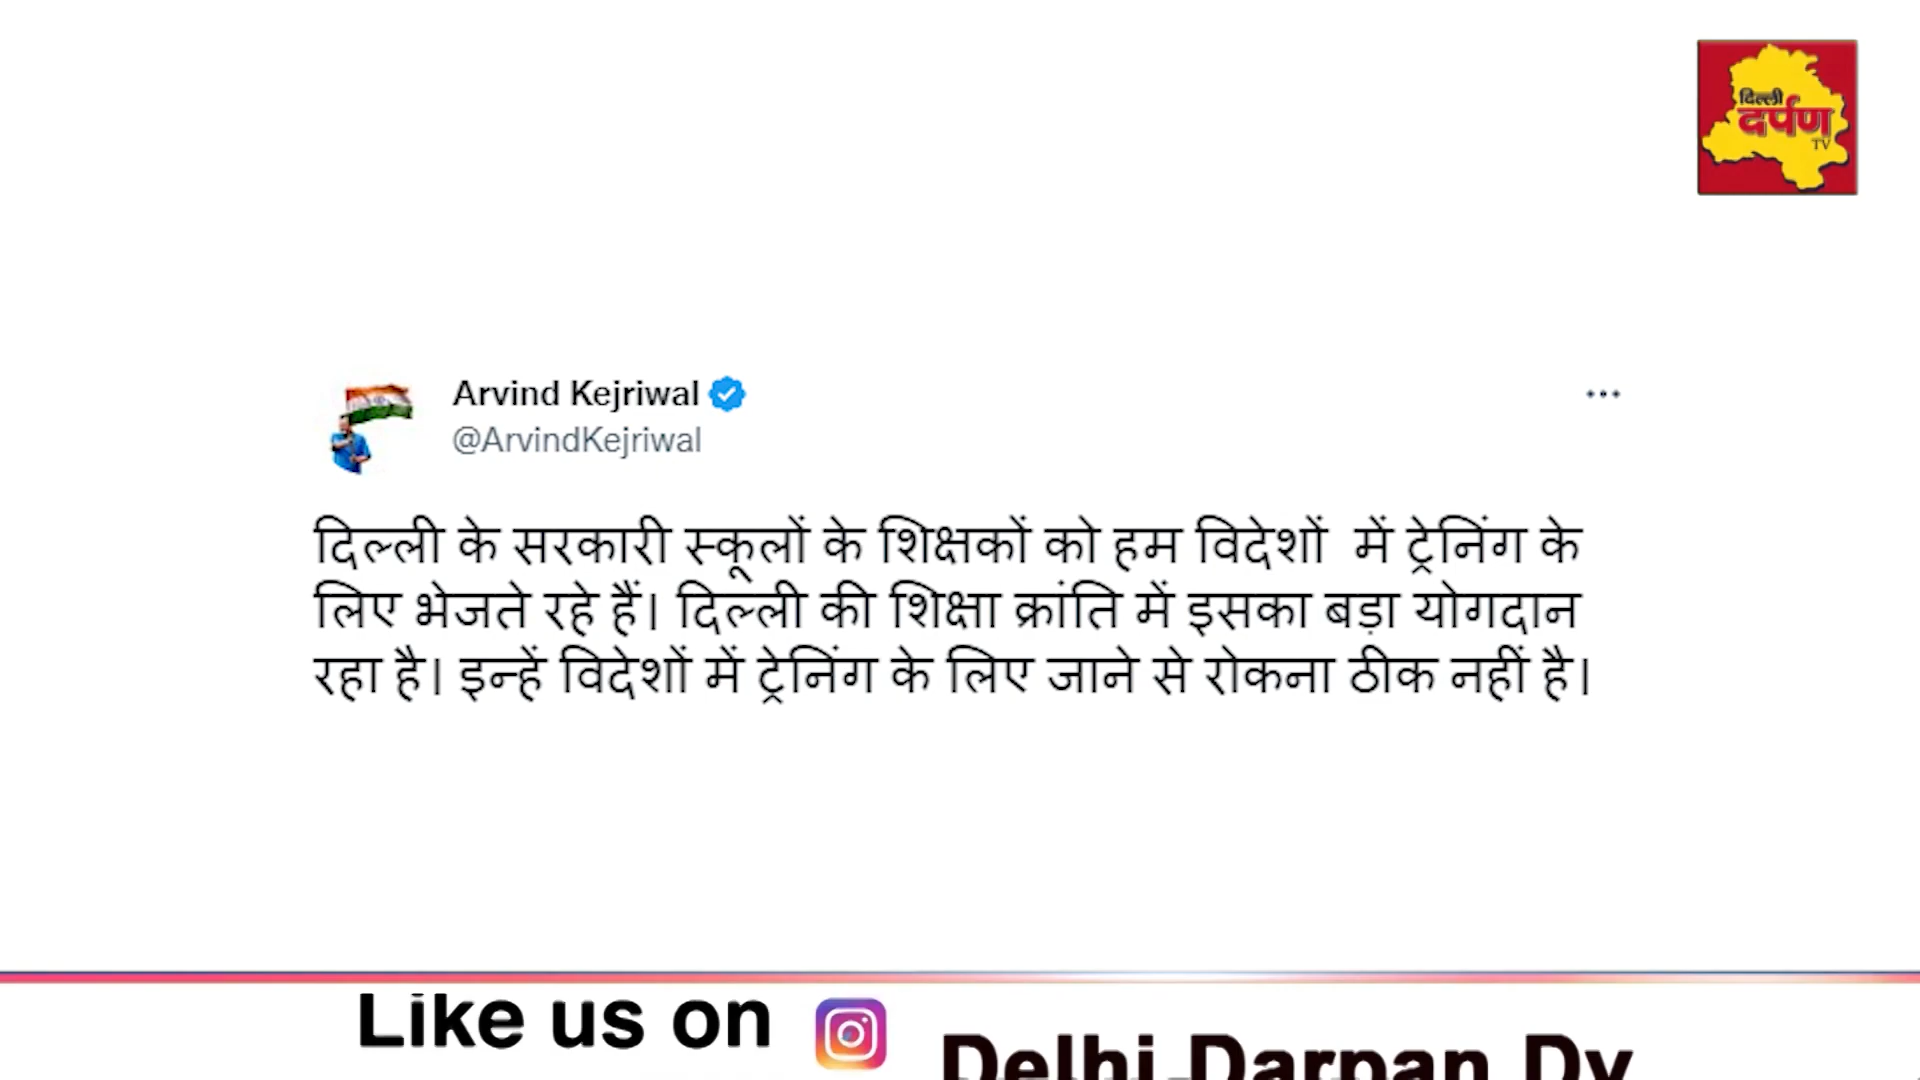 दिल्ली
दर्पण
TV
Arvind Kejriwal
@ArvindKejriwal
दिल्ली के सरकारी स्कूलों के शिक्षकों को हम विदेशों में ट्रेनिंग के
लिए भेजते रहे हैं। दिल्ली की शिक्षा क्रांति में इसका बड़ा योगदान
रहा है। इन्हें विदेशों में ट्रेनिंग के लिए जाने से रोकना ठीक नहीं है।
Like us on
Delhi Darpan Dv